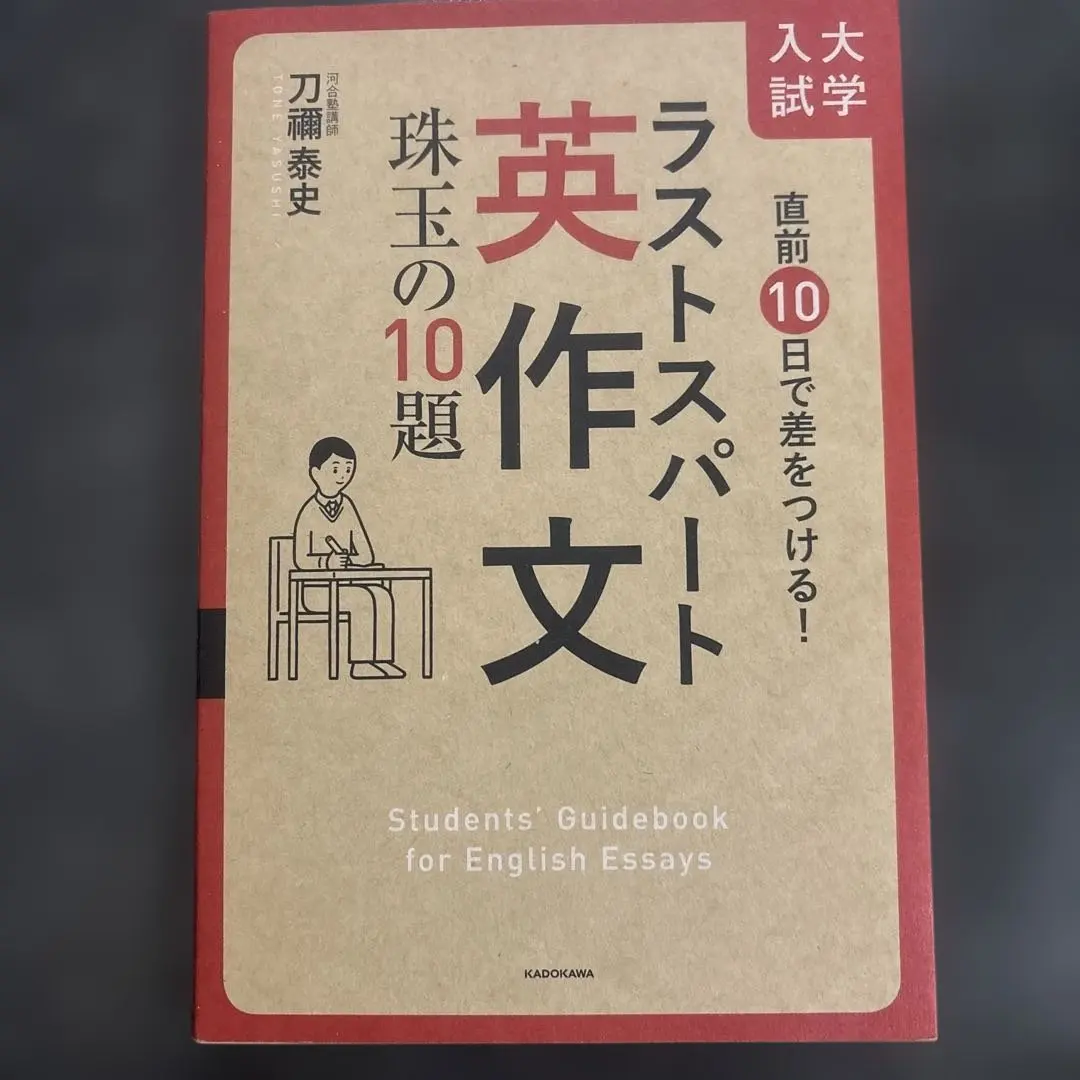 大学
入試
直前10日で差をつける!
ラストスパート
英作文
珠玉の10題
河合塾講師
刀禰泰史
TONE YASUSHI
Students' Guidebook
for English Essays
KADOKAWA